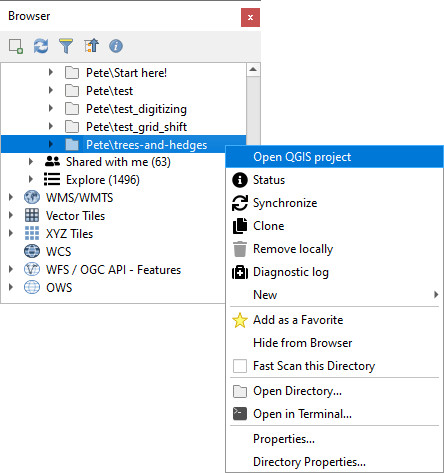 Browser
Pete\Start here!
Pete\test
Pete\test_digitizing
Pete\test_grid_shift
Pete\trees-and-hedges
Shared with me (63)
Explore (1496)
WMS/WMTS
Vector Tiles
XYZ Tiles
WCS
WFS / OGC API - Features
OWS
Open QGIS project
Status
Synchronize
Clone
Remove locally
Diagnostic log
New
Add as a Favorite
Hide from Browser
Fast Scan this Directory
Open Directory...
Open in Terminal...
Properties...
Directory Properties...